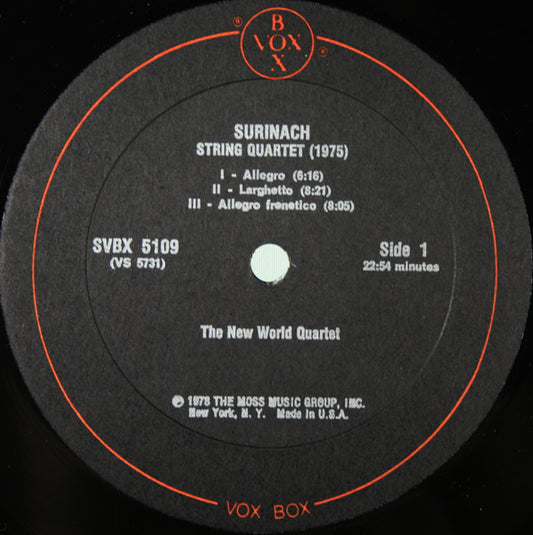 BOX
VOX
®
®
SURINACH
STRING QUARTET (1975)
I - Allegro (6:16)
II - Larghetto (8:21)
III - Allegro frenetico (8:05)
SVBX 5109
(VS 5731)
Side 1
22:54 minutes
The New World Quartet
℗ 1978 THE MOSS MUSIC GROUP, INC.
New York, N. Y. Made in U.S.A.
VOX BOX